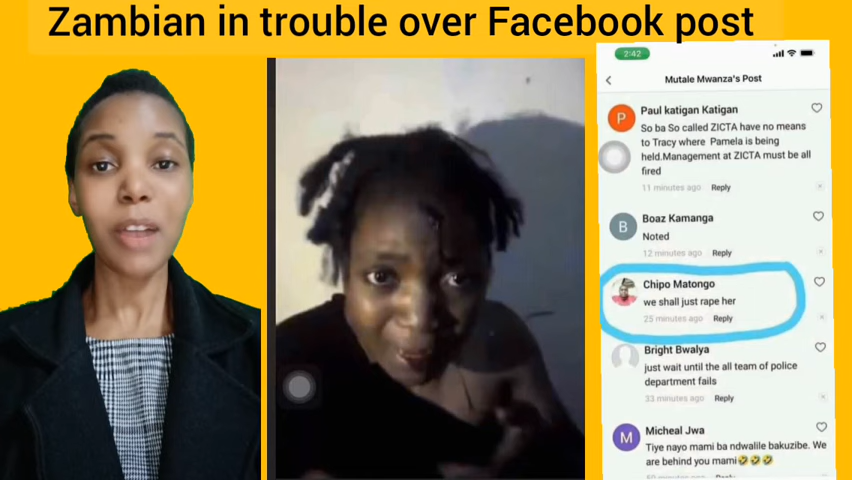 Zambian in trouble over Facebook post
2:42
Mutale Mwanza's Post
P
Paul katigan Katigan
So ba So called ZICTA have no means
to Tracy where Pamela is being
held.Management at ZICTA must be all
fired
11 minutes ago Reply
B
Boaz Kamanga
Noted
12 minutes ago Reply
Chipo Matongo
we shall just rape her
25 minutes ago Reply
Bright Bwalya
just wait until the all team of police
department fails
33 minutes ago Reply
M
Micheal Jwa
Tiye nayo mami ba ndwalile bakuzibe. We
are behind you mami🤣🤣🤣